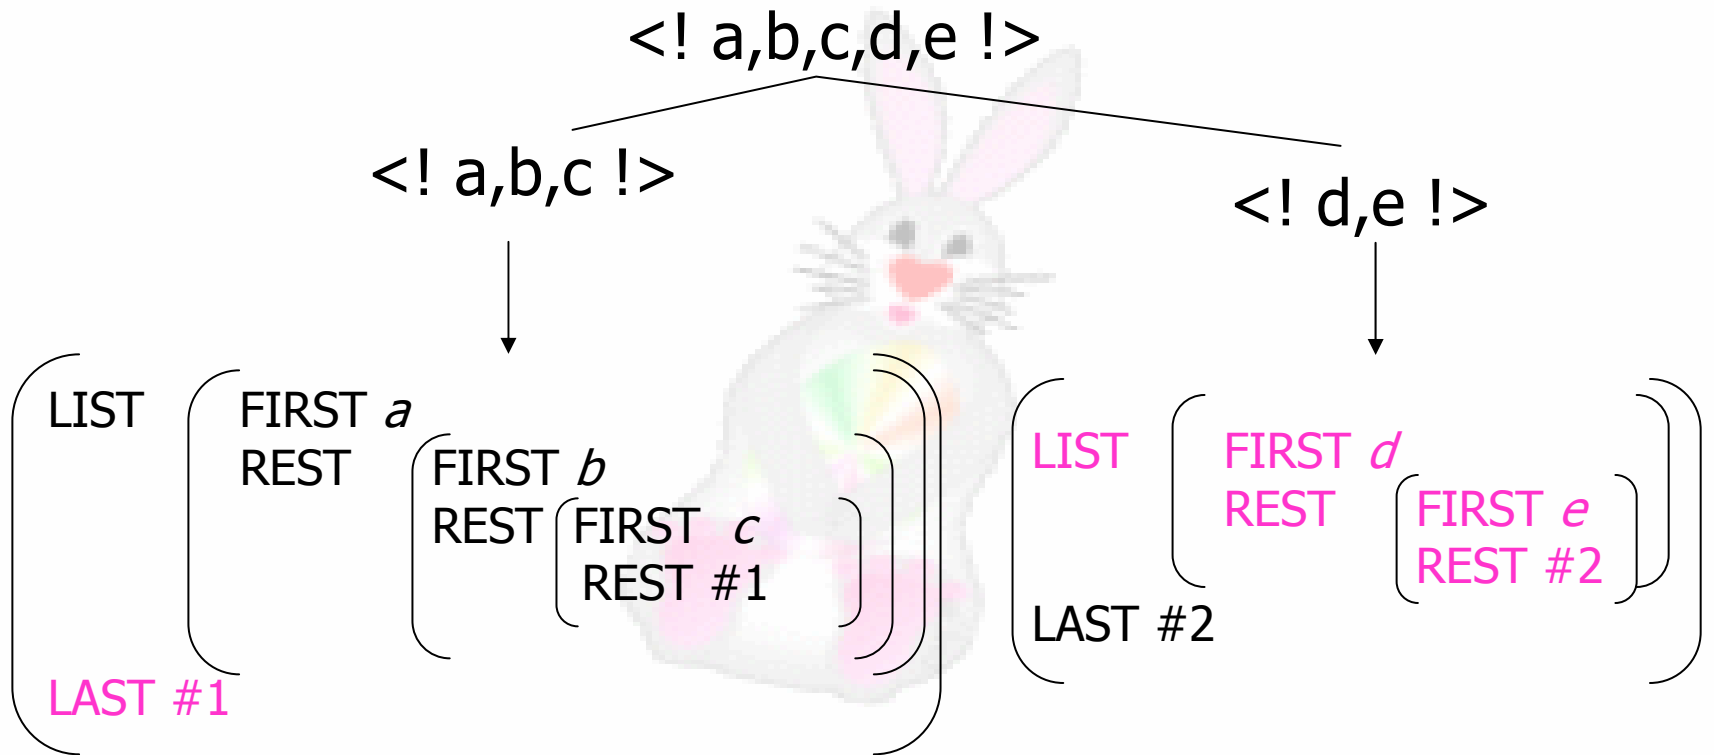 <! a,b,c,d,e !>
<! a,b,c !>
<! d,e !>
LIST FIRST a
REST FIRST b
REST FIRST c
REST #1
LAST #1
LIST FIRST d
REST FIRST e
REST #2
LAST #2